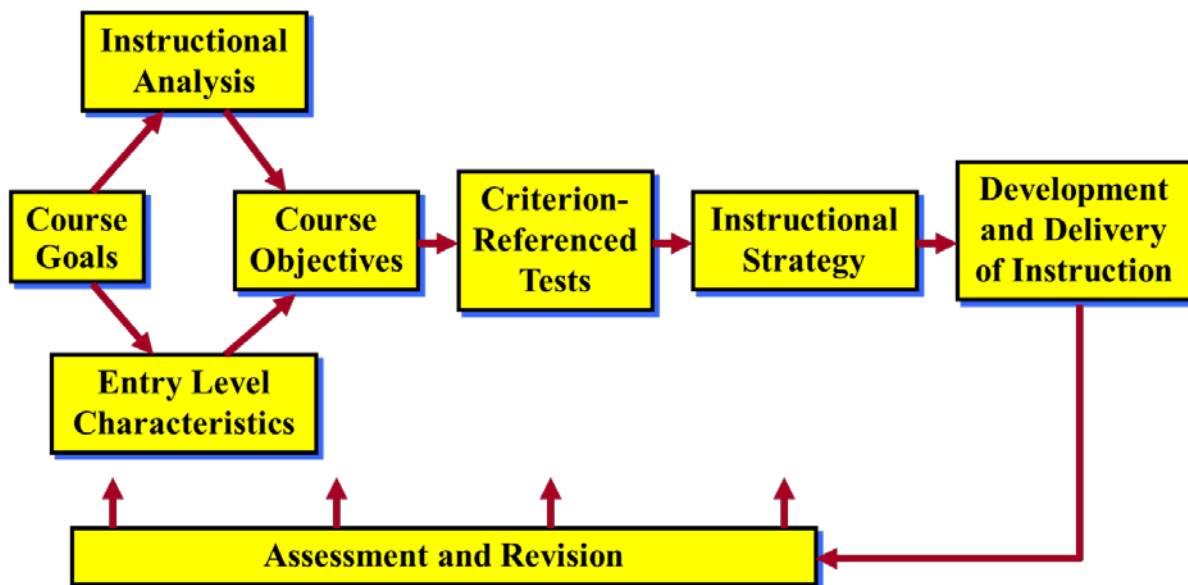 Instructional
Analysis
Course
Goals
Course
Objectives
Criterion-
Referenced
Tests
Instructional
Strategy
Development
and Delivery
of Instruction
Entry Level
Characteristics
Assessment and Revision